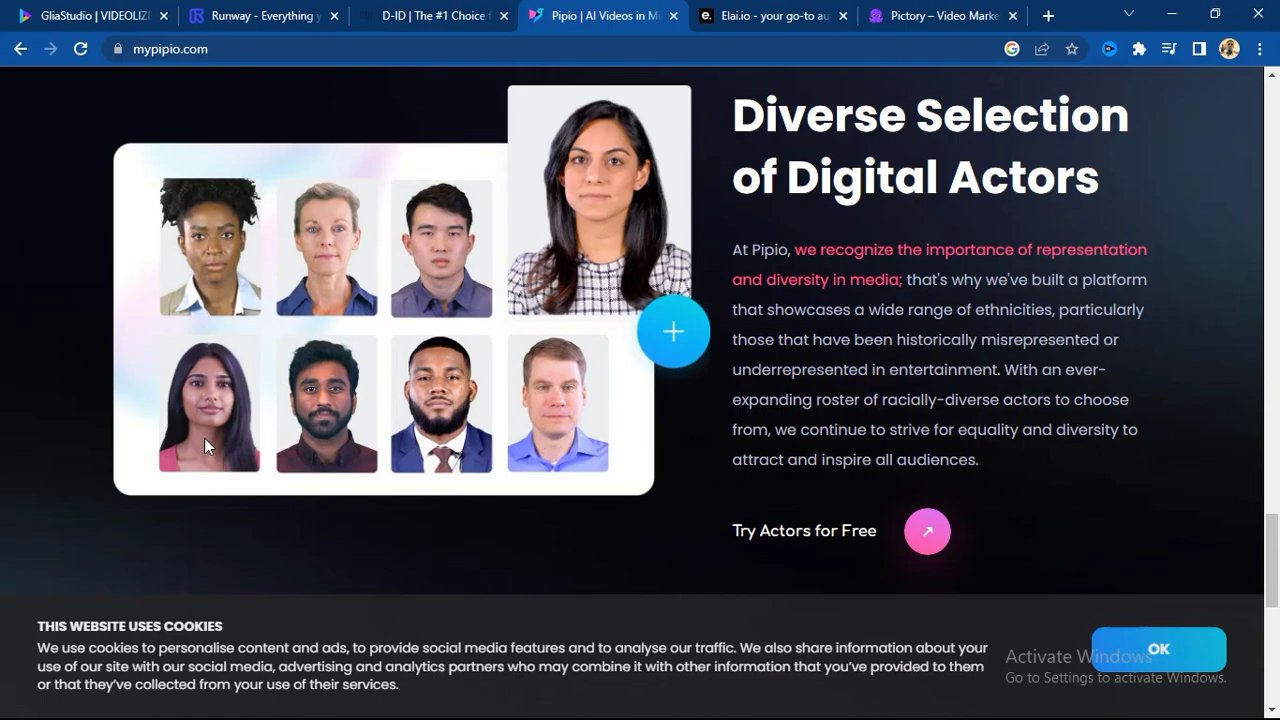 GliaStudio | VIDEOLIZE
Runway - Everything y
D-ID | The #1 Choice
Pipio | AI Videos in Mi
Elai.io - your go-to au
Pictory – Video Marke
mypipio.com
Diverse Selection
of Digital Actors
At Pipio, we recognize the importance of representation
and diversity in media; that's why we've built a platform
that showcases a wide range of ethnicities, particularly
those that have been historically misrepresented or
underrepresented in entertainment. With an ever-
expanding roster of racially-diverse actors to choose
from, we continue to strive for equality and diversity to
attract and inspire all audiences.
Try Actors for Free
THIS WEBSITE USES COOKIES
We use cookies to personalise content and ads, to provide social media features and to analyse our traffic. We also share information about your
use of our site with our social media, advertising and analytics partners who may combine it with other information that you've provided to them
or that they've collected from your use of their services.
OK
Activate Windows
Go to Settings to activate Windows.